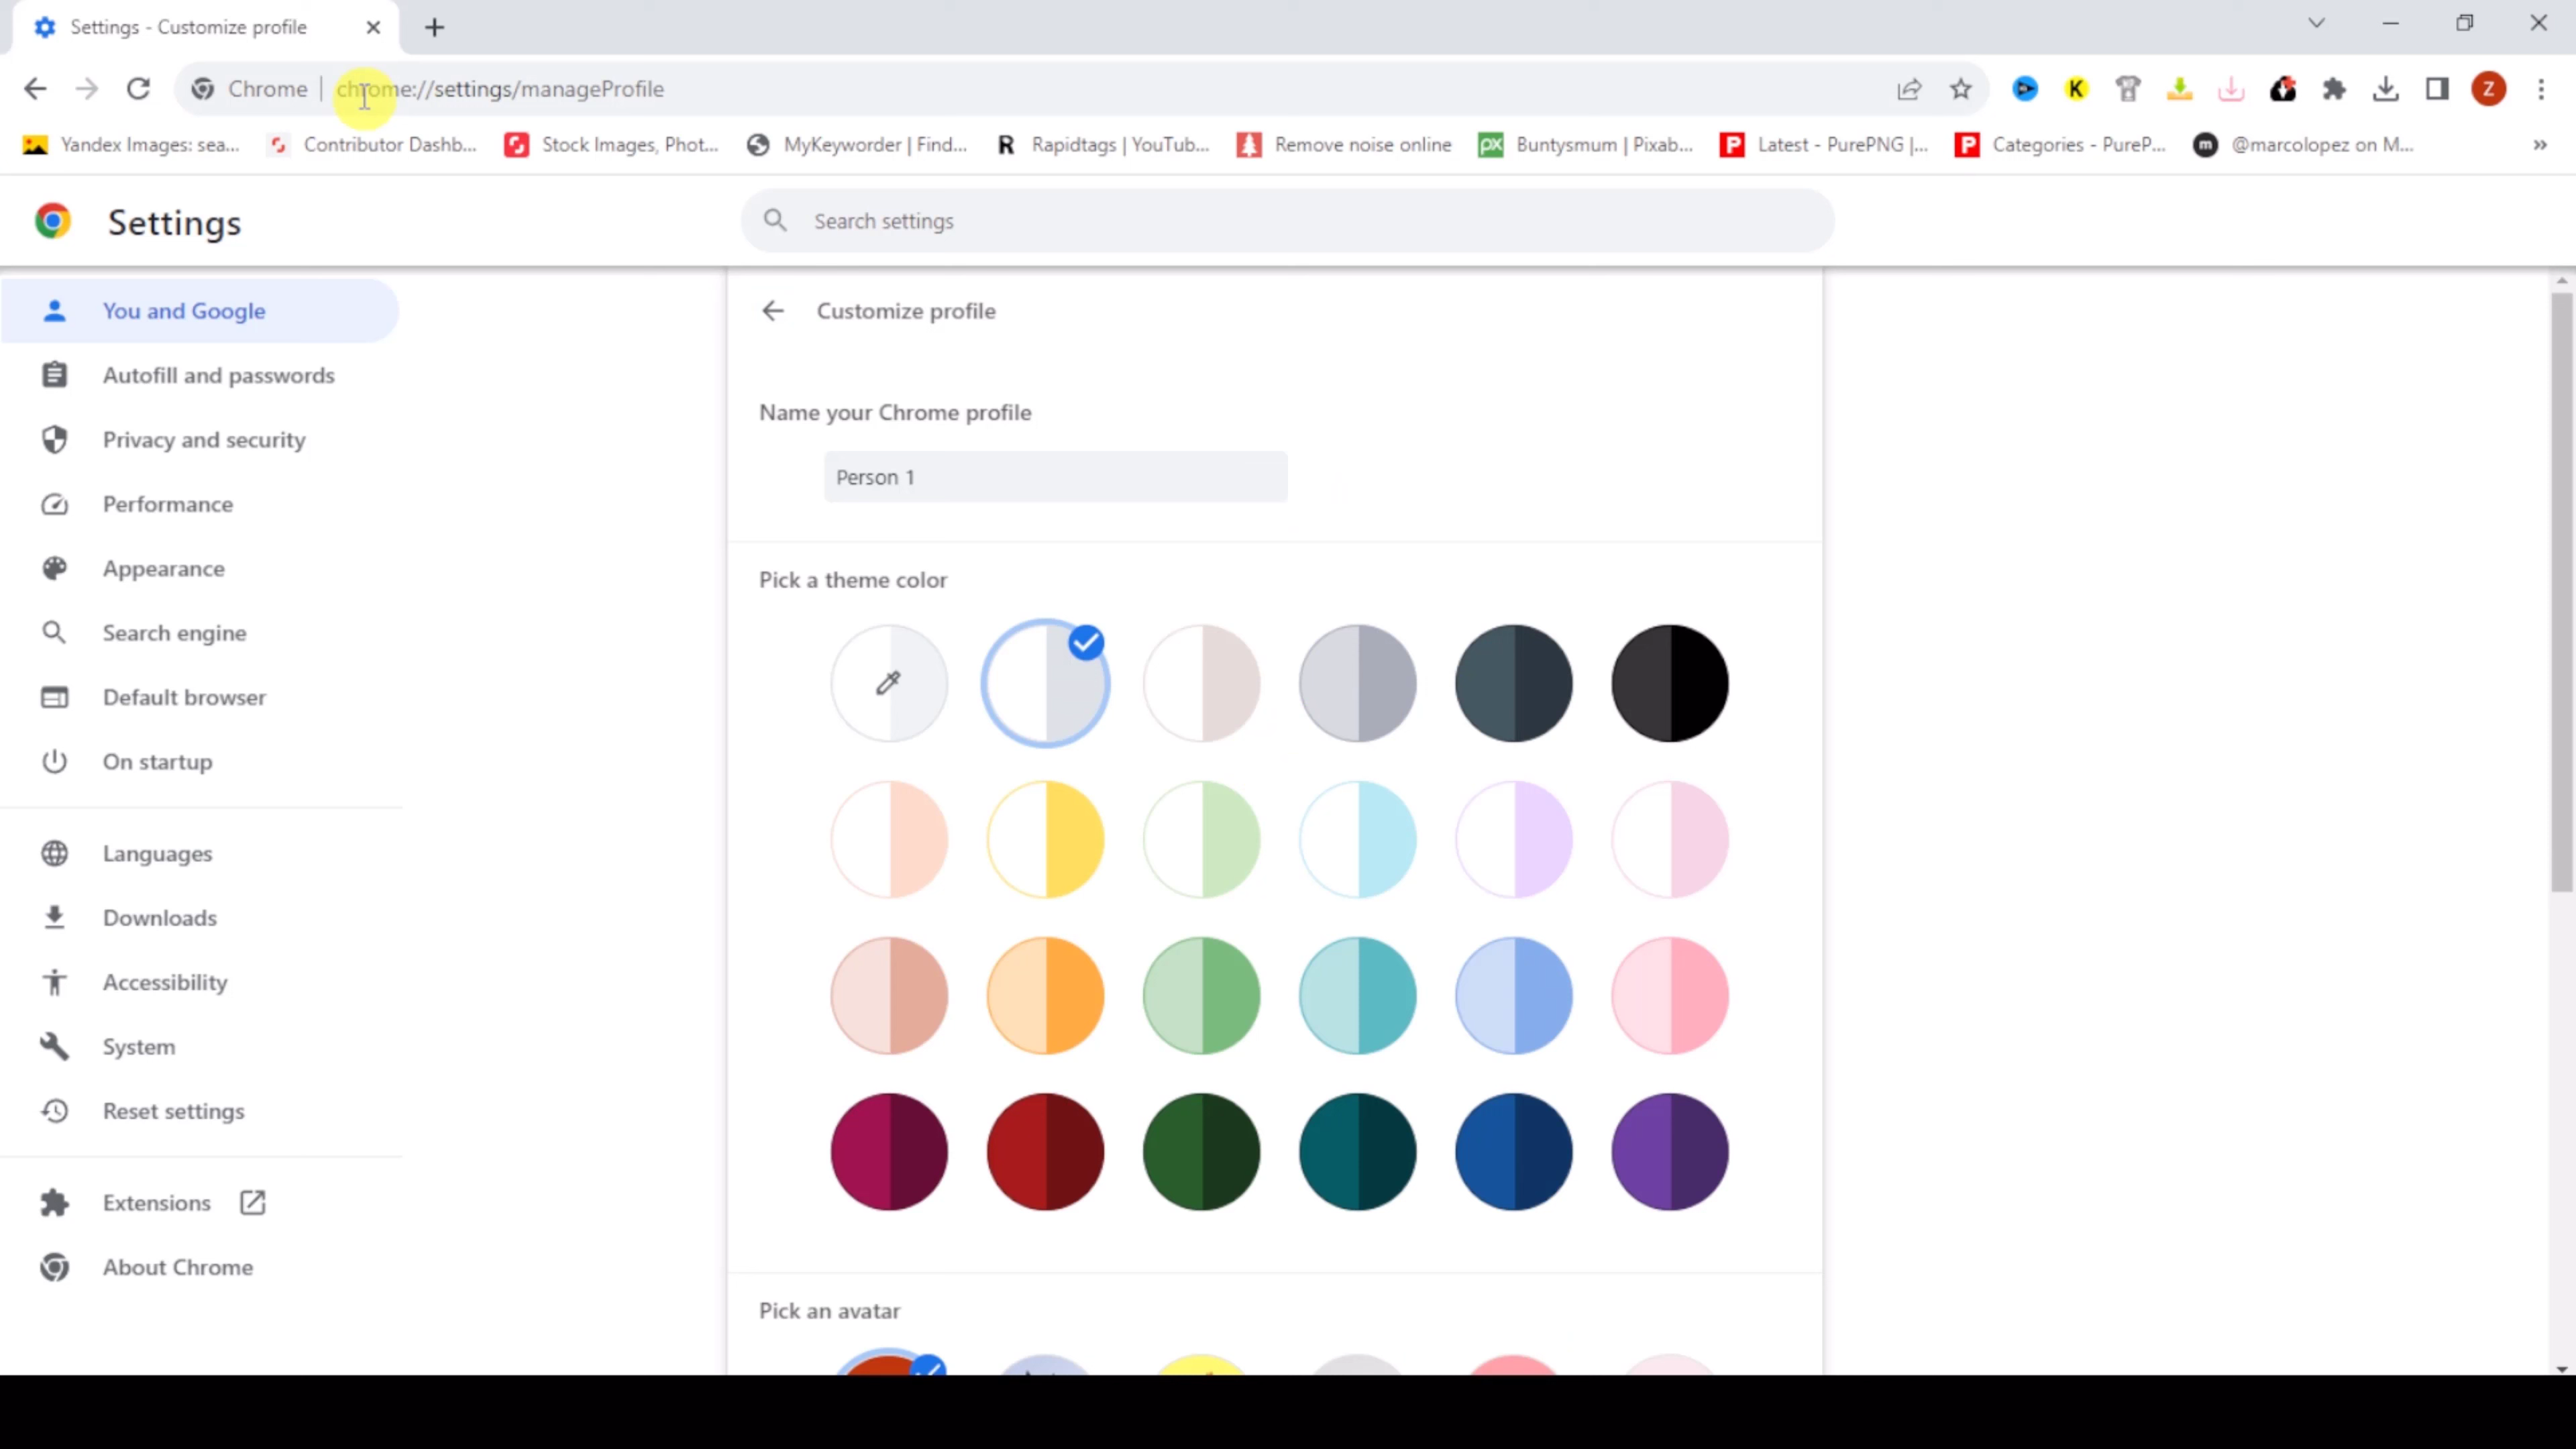 Settings - Customize profile
Chrome | chrome://settings/manageProfile
K
Z
Yandex Images: sea...
Contributor Dashb...
Stock Images, Phot...
MyKeyworder | Find...
R Rapidtags | YouTub...
Remove noise online
px Buntysmum | Pixab...
P Latest - PurePNG |...
P Categories - PureP...
m @marcolopez on M...
»
Settings
Search settings
You and Google
Autofill and passwords
Privacy and security
Performance
Appearance
Search engine
Default browser
On startup
Languages
Downloads
Accessibility
System
Reset settings
Extensions
About Chrome
Customize profile
Name your Chrome profile
Person 1
Pick a theme color
Pick an avatar